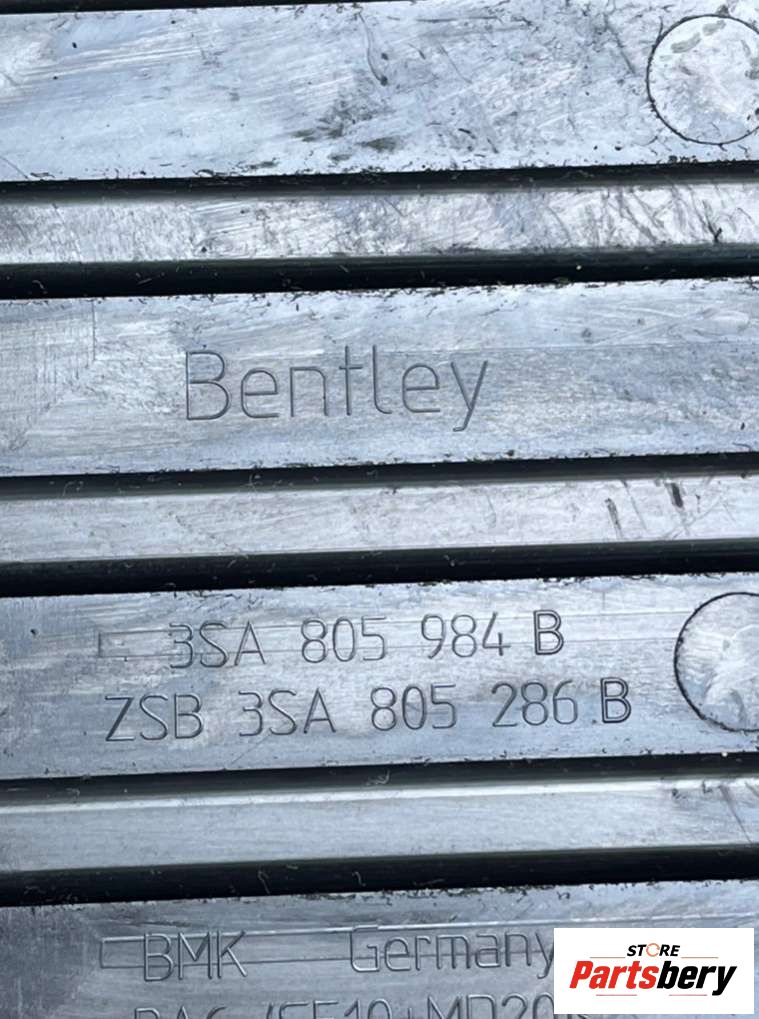 Bentley
3SA 805 984 B
ZSB 3SA 805 286 B
BMK Germany
STORE
Partsbery